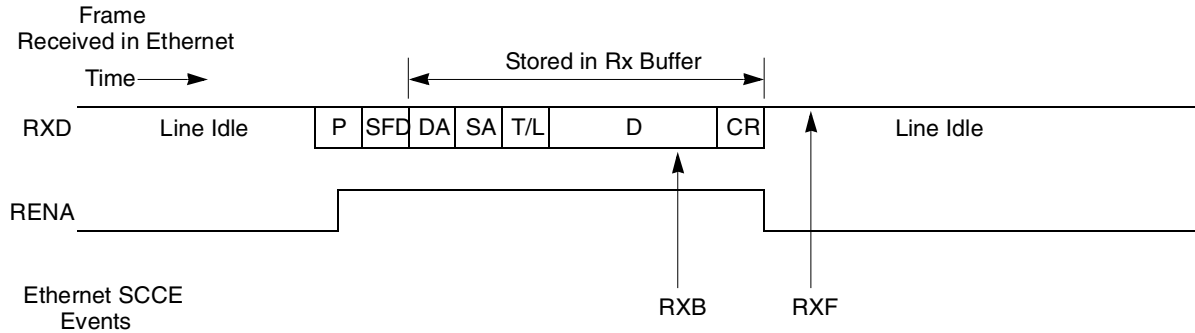 Frame
Received in Ethernet
Stored in Rx Buffer
Time
RXD
Line Idle
P
SFD
DA
SA
T/L
D
CR
Line Idle
RENA
Ethernet SCCE
Events
RXB
RXF